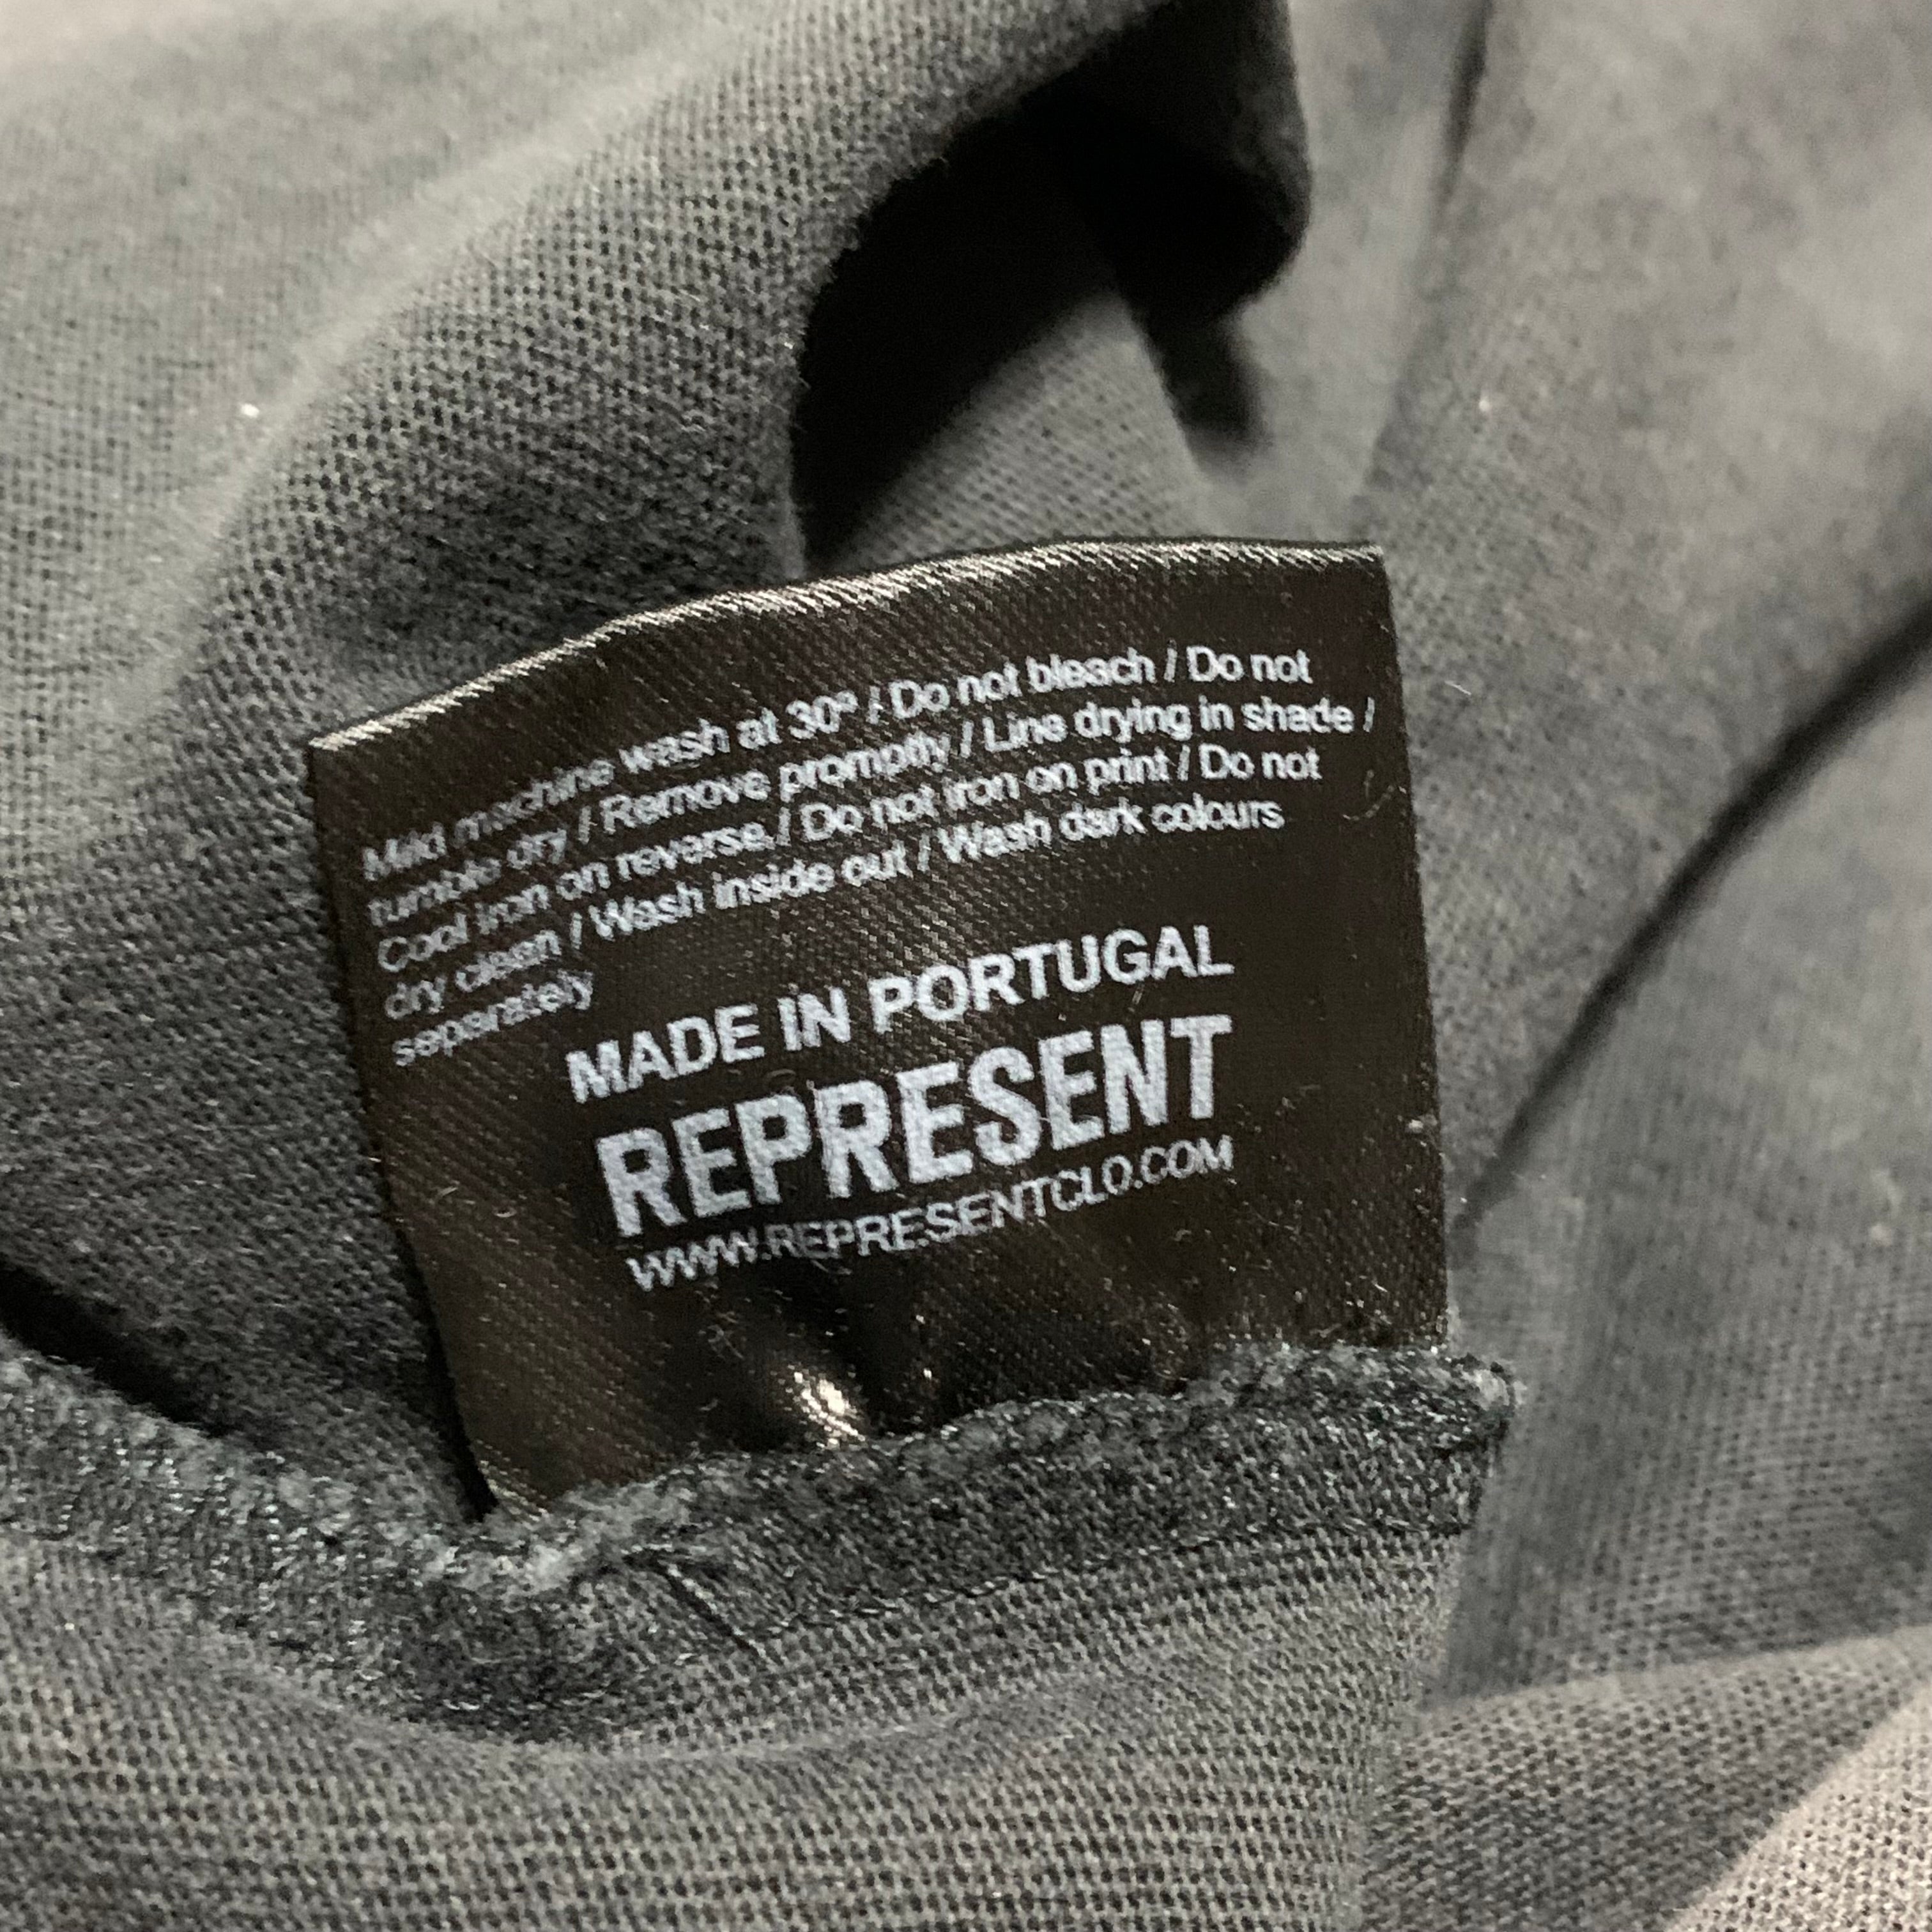 Mild machine wash at 30º / Do not bleach / Do not
tumble dry / Remove promptly / Line drying in shade /
Cool iron on reverse / Do not iron on print / Do not
dry clean / Wash inside out / Wash dark colours
seperately
MADE IN PORTUGAL
REPRESENT
WWW.REPRESENTCLO.COM